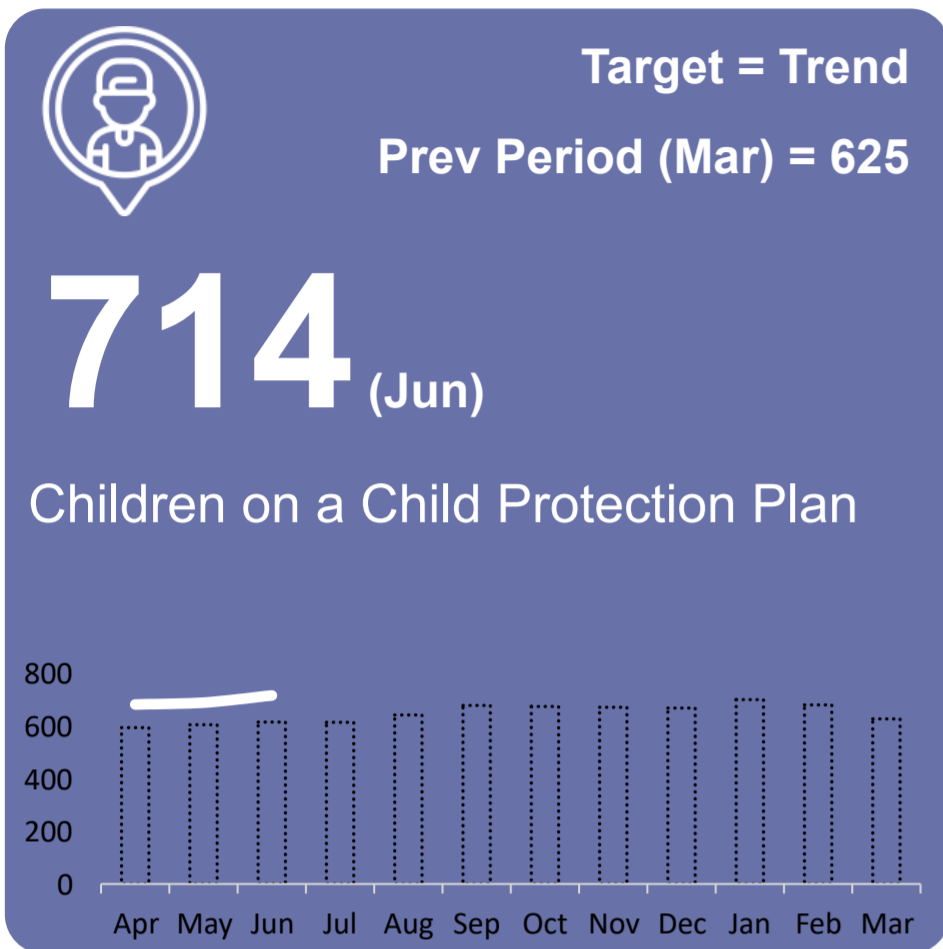 Target = Trend
Prev Period (Mar) = 625
714 (Jun)
Children on a Child Protection Plan
800
600
400
200
0
Apr May Jun Jul Aug Sep Oct Nov Dec Jan Feb Mar